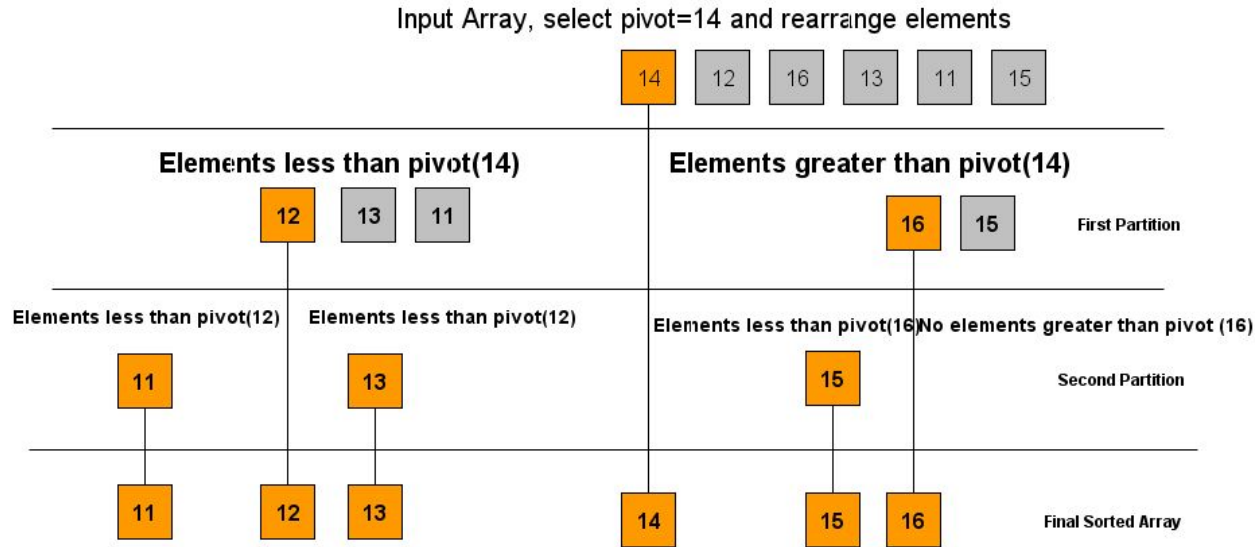 Input Array, select pivot=14 and rearrange elements
14 12 16 13 11 15
Elements less than pivot(14) Elements greater than pivot(14)
12 13 11 16 15 First Partition
Elements less than pivot(12) Elements less than pivot(12) Elements less than pivot(16) No elements greater than pivot (16)
11 13 15 Second Partition
11 12 13 14 15 16 Final Sorted Array